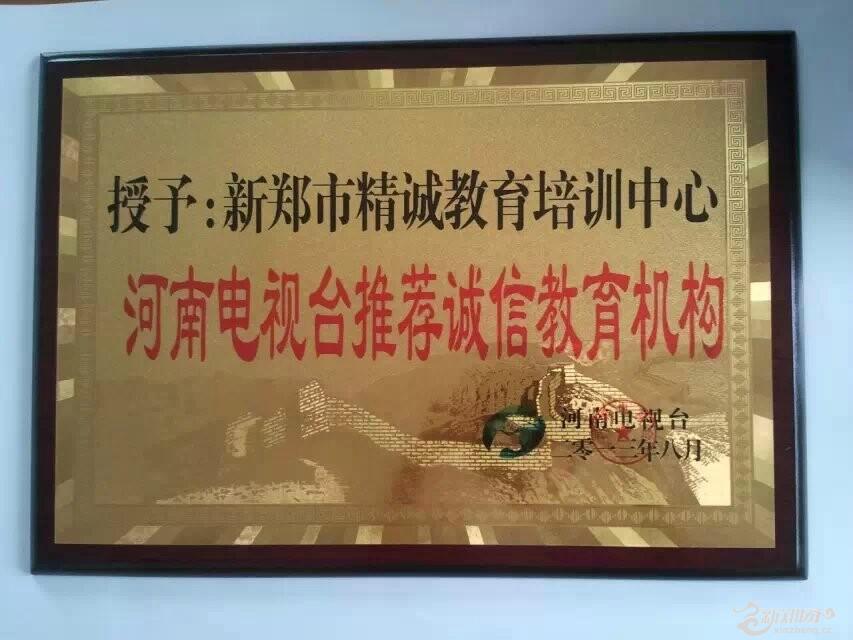 授予:新郑市精诚教育培训中心
河南电视台推荐诚信教育机构
河南电视台
二零一三年八月
xinzheng.cc